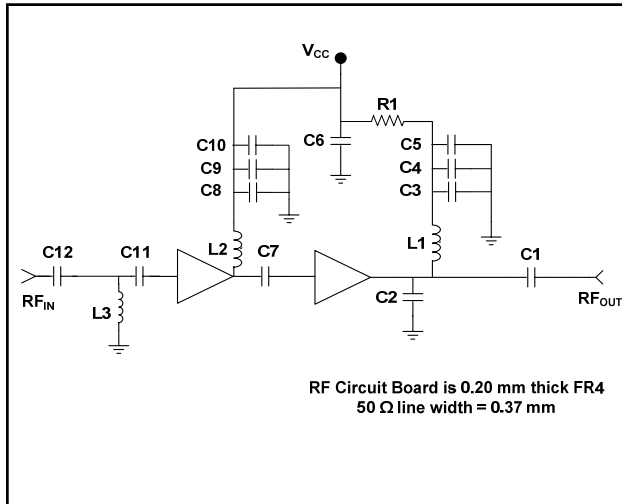 VCC
R1
C10
C6
C5
C9
C4
C8
C3
C12
C11
L2
C7
L1
C1
RFIN
L3
C2
RFOUT
RF Circuit Board is 0.20 mm thick FR4
50 Ω line width = 0.37 mm